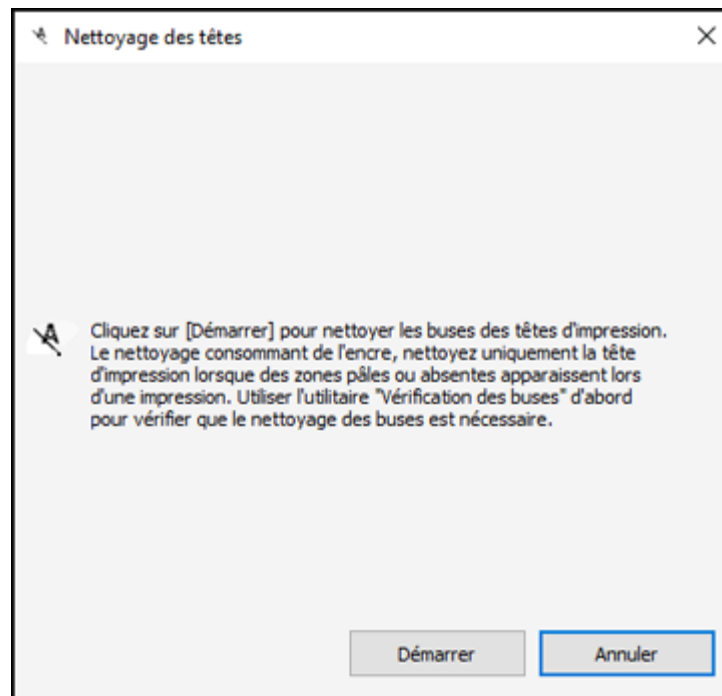 Nettoyage des têtes
Cliquez sur [Démarrer] pour nettoyer les buses des têtes d'impression.
Le nettoyage consommant de l'encre, nettoyez uniquement la tête
d'impression lorsque des zones pâles ou absentes apparaissent lors
d'une impression. Utiliser l'utilitaire "Vérification des buses" d'abord
pour vérifier que le nettoyage des buses est nécessaire.
Démarrer
Annuler